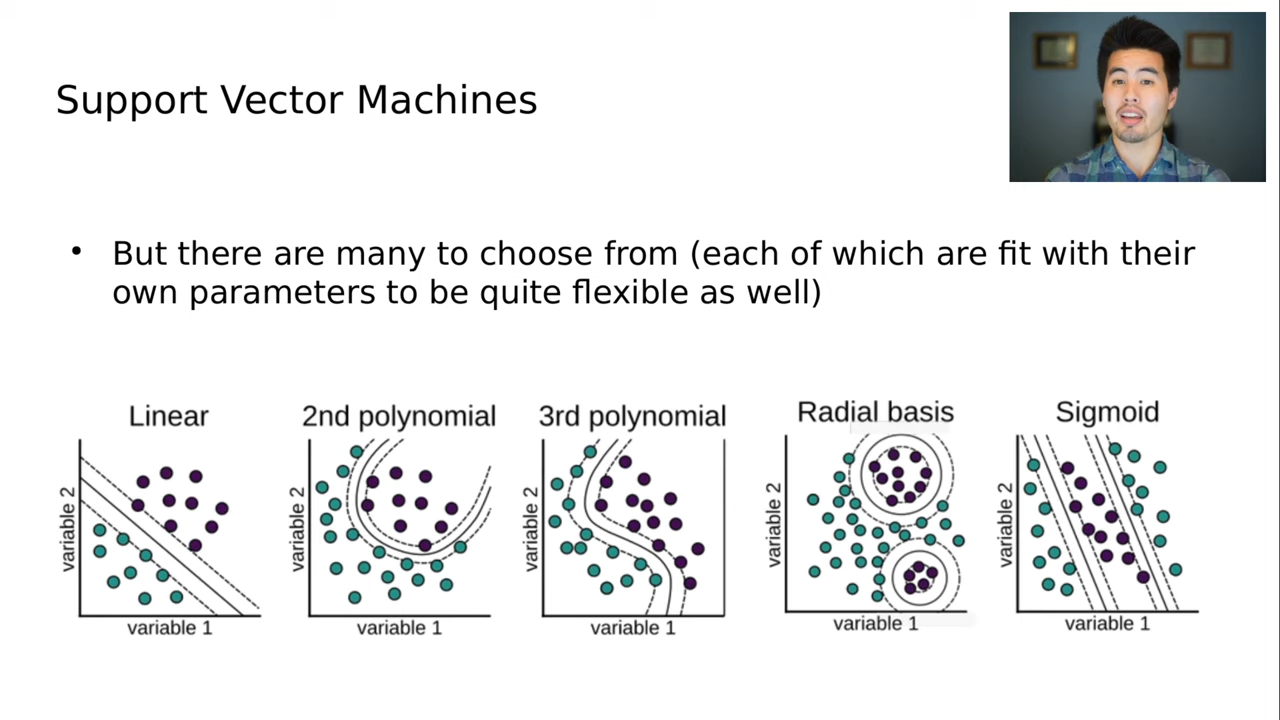 Support Vector Machines
• But there are many to choose from (each of which are fit with their
own parameters to be quite flexible as well)
Linear
2nd polynomial
3rd polynomial
Radial basis
Sigmoid
variable 2
variable 2
variable 2
variable 2
variable 2
variable 1
variable 1
variable 1
variable 1
variable 1